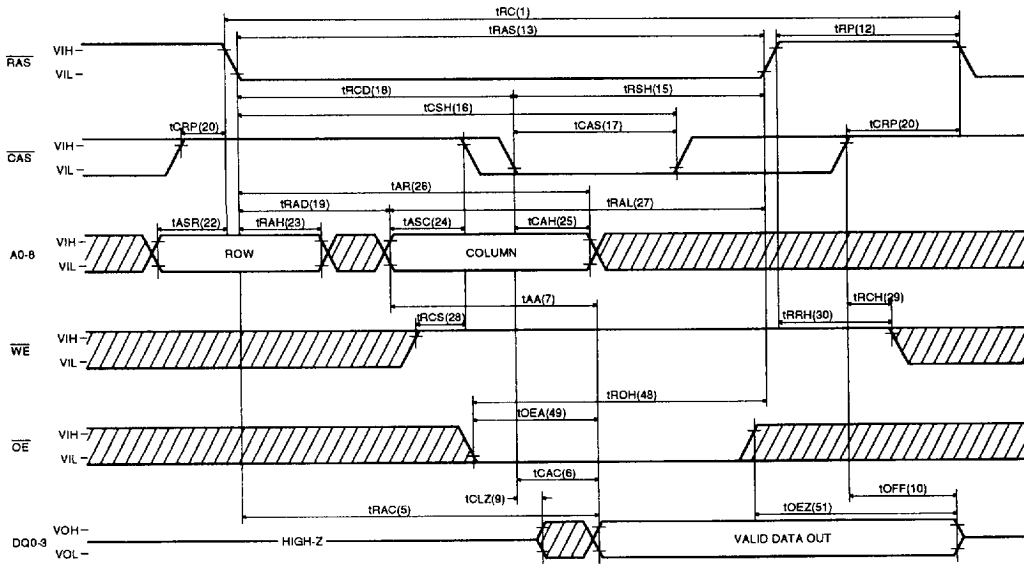 tRC(1)
tRAS(13)
tRP(12)
RAS
VIH
VIL
tRCD(18)
tRSH(15)
tCSH(16)
tCRP(20)
tCAS(17)
tCRP(20)
CAS
VIH
VIL
tAR(26)
tRAD(19)
tRAL(27)
tASR(22)
tRAH(23)
tASC(24)
tCAH(25)
A0-8
VIH
VIL
ROW
COLUMN
tAA(7)
tRCS(28)
tRCH(29)
tRRH(30)
WE
VIH
VIL
tROH(48)
tOEA(49)
OE
VIH
VIL
tCAC(6)
tCLZ(9)
tOFF(10)
tRAC(5)
tOEZ(51)
DQ0-3
VOH
VOL
HIGH-Z
VALID DATA OUT